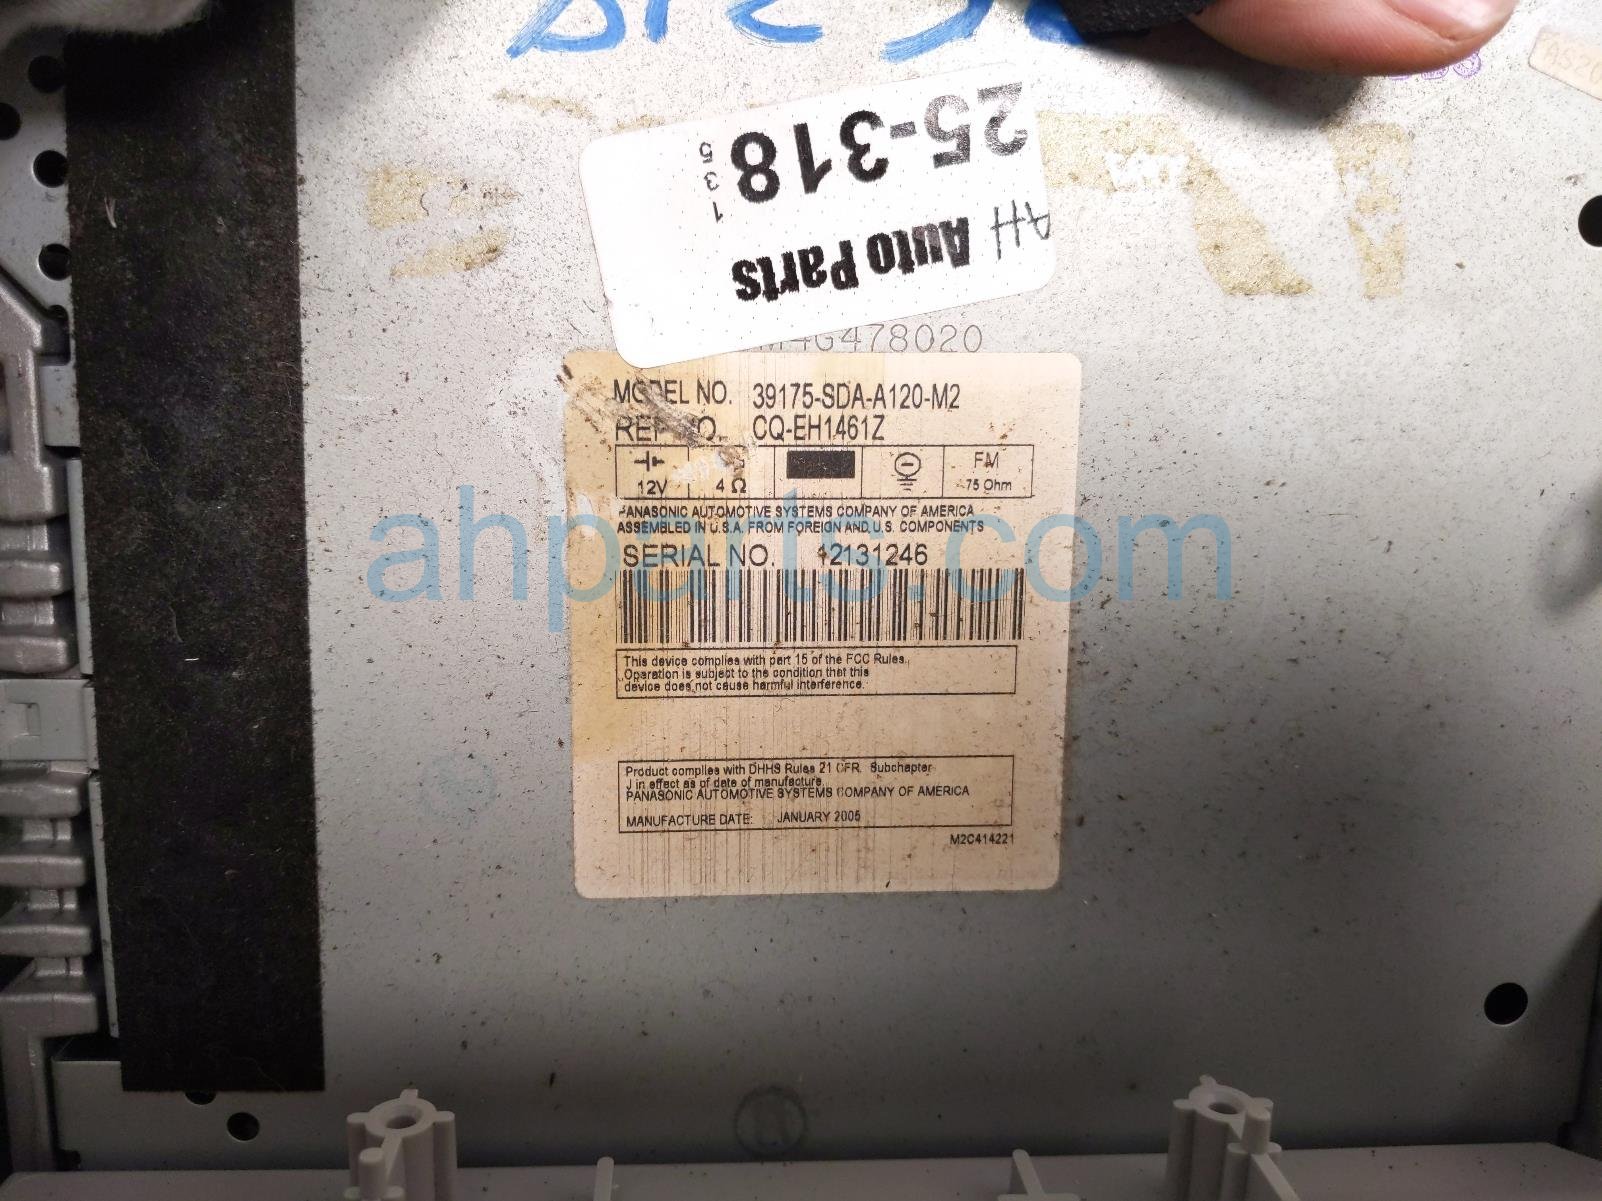 25-318
1 3 5
AH Auto Parts
M4G478020
MODEL NO. 39175-SDA-A120-M2
REF NO. CQ-EH1461Z
12V 4 Ω FM 75 Ohm
PANASONIC AUTOMOTIVE SYSTEMS COMPANY OF AMERICA
ASSEMBLED IN U.S.A. FROM FOREIGN AND U.S. COMPONENTS
SERIAL NO. 12131246
ahparts.com
This device complies with part 15 of the FCC Rules.
Operation is subject to the condition that this
device does not cause harmful interference.
Product complies with DHHS Rules 21 CFR. Subchapter
J in effect as of date of manufacture.
PANASONIC AUTOMOTIVE SYSTEMS COMPANY OF AMERICA
MANUFACTURE DATE: JANUARY 2005
M2C414221